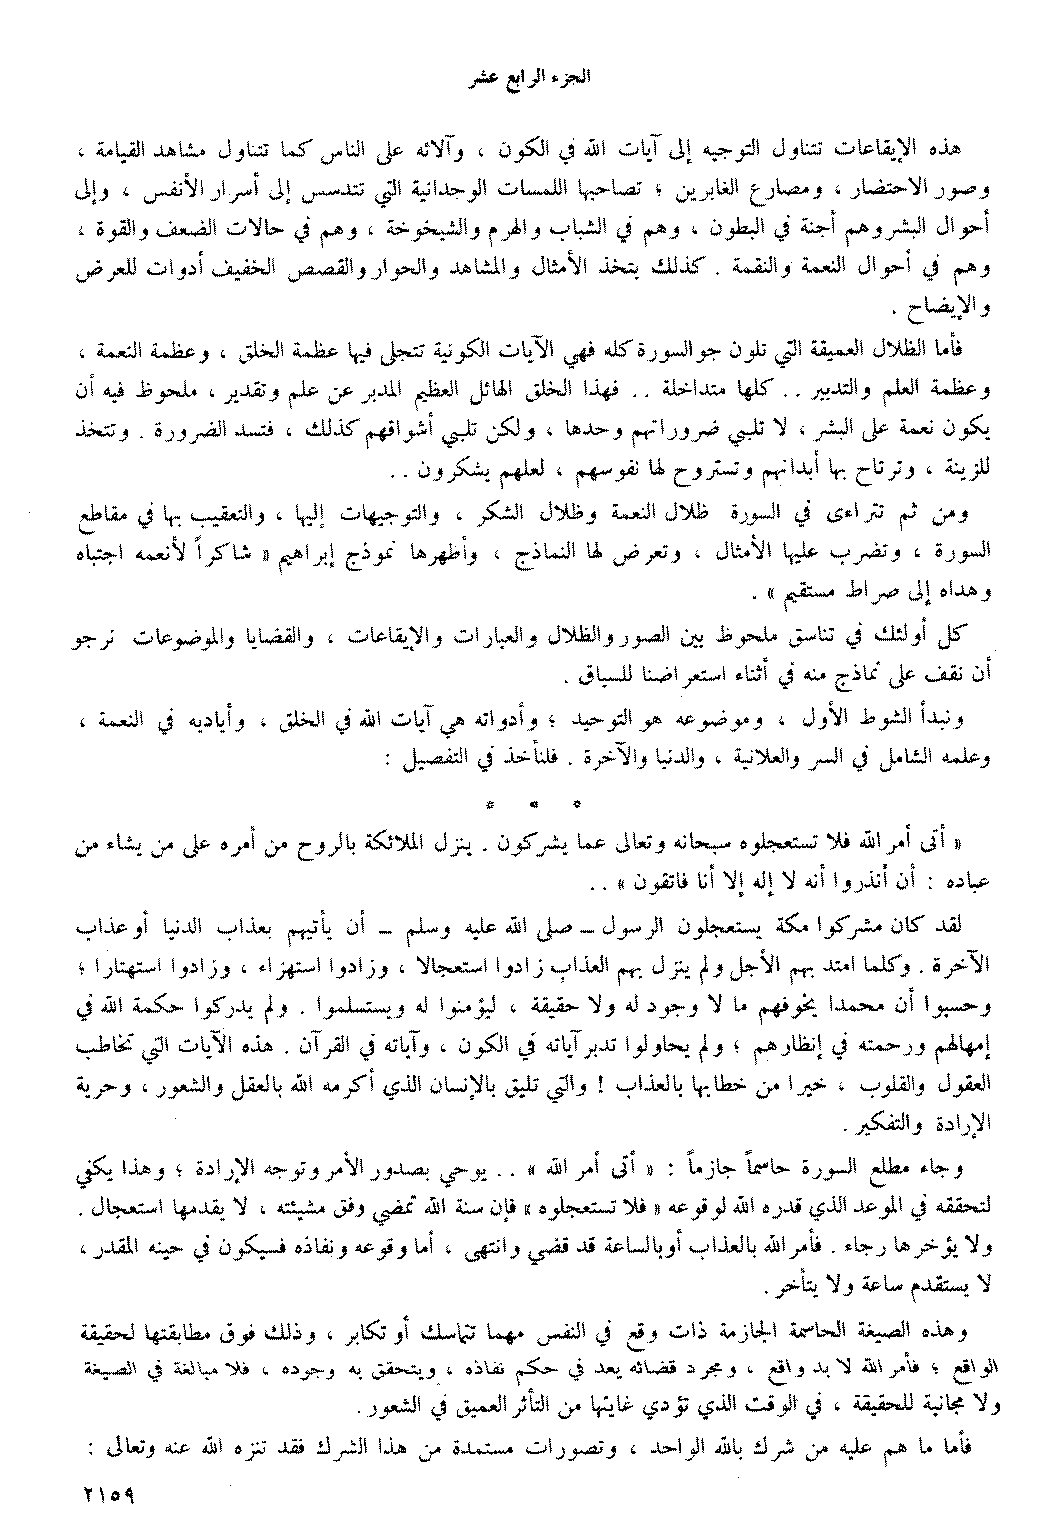 الجزء الرابع عشر
هذه الإيقاعات تتناول التوجيه إلى آيات الله في الكون ، وآلائه على الناس كما تتناول مشاهد القيامة ،
وصور الاحتضار ، ومصارع الغابرين ؛ تصاحبها اللمسات الوجدانية التي تتدسس إلى أسرار الأنفس ، وإلى
أحوال البشر وهم أجنة في البطون ، وهم في الشباب والهرم والشيخوخة ، وهم في حالات الضعف والقوة ،
وهم في أحوال النعمة والنقمة . كذلك يتخذ الأمثال والمشاهد والحوار والقصص الخفيف أدوات للعرض
والإيضاح .
فأما الظلال العميقة التي تلون جو السورة كله فهي الآيات الكونية تتجلى فيها عظمة الخلق ، وعظمة النعمة ،
وعظمة العلم والتدبير .. كلها متداخلة .. فهذا الخلق الهائل العظيم المدبر عن علم وتقدير ، ملحوظ فيه أن
يكون نعمة على البشر ، لا تلبي ضروراتهم وحدها ، ولكن تلبي أشواقهم كذلك ، فتسد الضرورة . وتتخذ
للزينة ، وترتاح بها أبدانهم وتستروح لها نفوسهم ، لعلهم يشكرون ..
ومن ثم تتراءى في السورة ظلال النعمة وظلال الشكر ، والتوجيهات إليها ، والتعقيب بها في مقاطع
السورة ، وتضرب عليها الأمثال ، وتعرض لها النماذج ، وأظهرها نموذج إبراهيم « شاكراً لأنعمه اجتباه
وهداه إلى صراط مستقيم » .
كل أولئك في تناسق ملحوظ بين الصور والظلال والعبارات والإيقاعات ، والقضايا والموضوعات نرجو
أن نقف على نماذج منه في أثناء استعراضنا للسياق .
ونبدأ الشوط الأول ، وموضوعه هو التوحيد ؛ وأدواته هي آيات الله في الخلق ، وأياديه في النعمة ،
وعلمه الشامل في السر والعلانية ، والدنيا والآخرة . فلنأخذ في التفصيل :
* * *
« أتى أمر الله فلا تستعجلوه سبحانه وتعالى عما يشركون . ينزل الملائكة بالروح من أمره على من يشاء من
عباده : أن أنذروا أنه لا إله إلا أنا فاتقون » ..
لقد كان مشركوا مكة يستعجلون الرسول ــ صلى الله عليه وسلم ــ أن يأتيهم بعذاب الدنيا أو عذاب
الآخرة . وكلما امتد بهم الأجل ولم ينزل بهم العذاب زادوا استعجالا ، وزادوا استهزاء ، وزادوا استهتارا ؛
وحسبوا أن محمدا يخوفهم ما لا وجود له ولا حقيقة ، ليؤمنوا له ويستسلموا . ولم يدركوا حكمة الله في
إمهالهم ورحمته في إنظارهم ؛ ولم يحاولوا تدبر آياته في الكون ، وآياته في القرآن . هذه الآيات التي تخاطب
العقول والقلوب ، خيرا من خطابها بالعذاب ! والتي تليق بالإنسان الذي أكرمه الله بالعقل والشعور ، وحرية
الإرادة والتفكير .
وجاء مطلع السورة حاسماً جازماً : « أتى أمر الله » .. يوحي بصدور الأمر وتوجه الإرادة ؛ وهذا يكفي
لتحققه في الموعد الذي قدره الله لوقوعه « فلا تستعجلوه » فإن سنة الله تمضي وفق مشيئته ، لا يقدمها استعجال .
ولا يؤخرها رجاء . فأمر الله بالعذاب أو بالساعة قد قضي وانتهى ، أما وقوعه ونفاذه فسيكون في حينه المقدر ،
لا يستقدم ساعة ولا يتأخر .
وهذه الصيغة الحاسمة الجازمة ذات وقع في النفس مهما تتماسك أو تكابر ، وذلك فوق مطابقتها لحقيقة
الواقع ؛ فأمر الله لا بد واقع ، ومجرد قضائه يعد في حكم نفاذه ، ويتحقق به وجوده ، فلا مبالغة في الصيغة
ولا مجانبة للحقيقة ، في الوقت الذي تؤدي غايتها من التأثر العميق في الشعور .
فأما ما هم عليه من شرك بالله الواحد ، وتصورات مستمدة من هذا الشرك فقد تنزه الله عنه وتعالى :
٢١٥٩